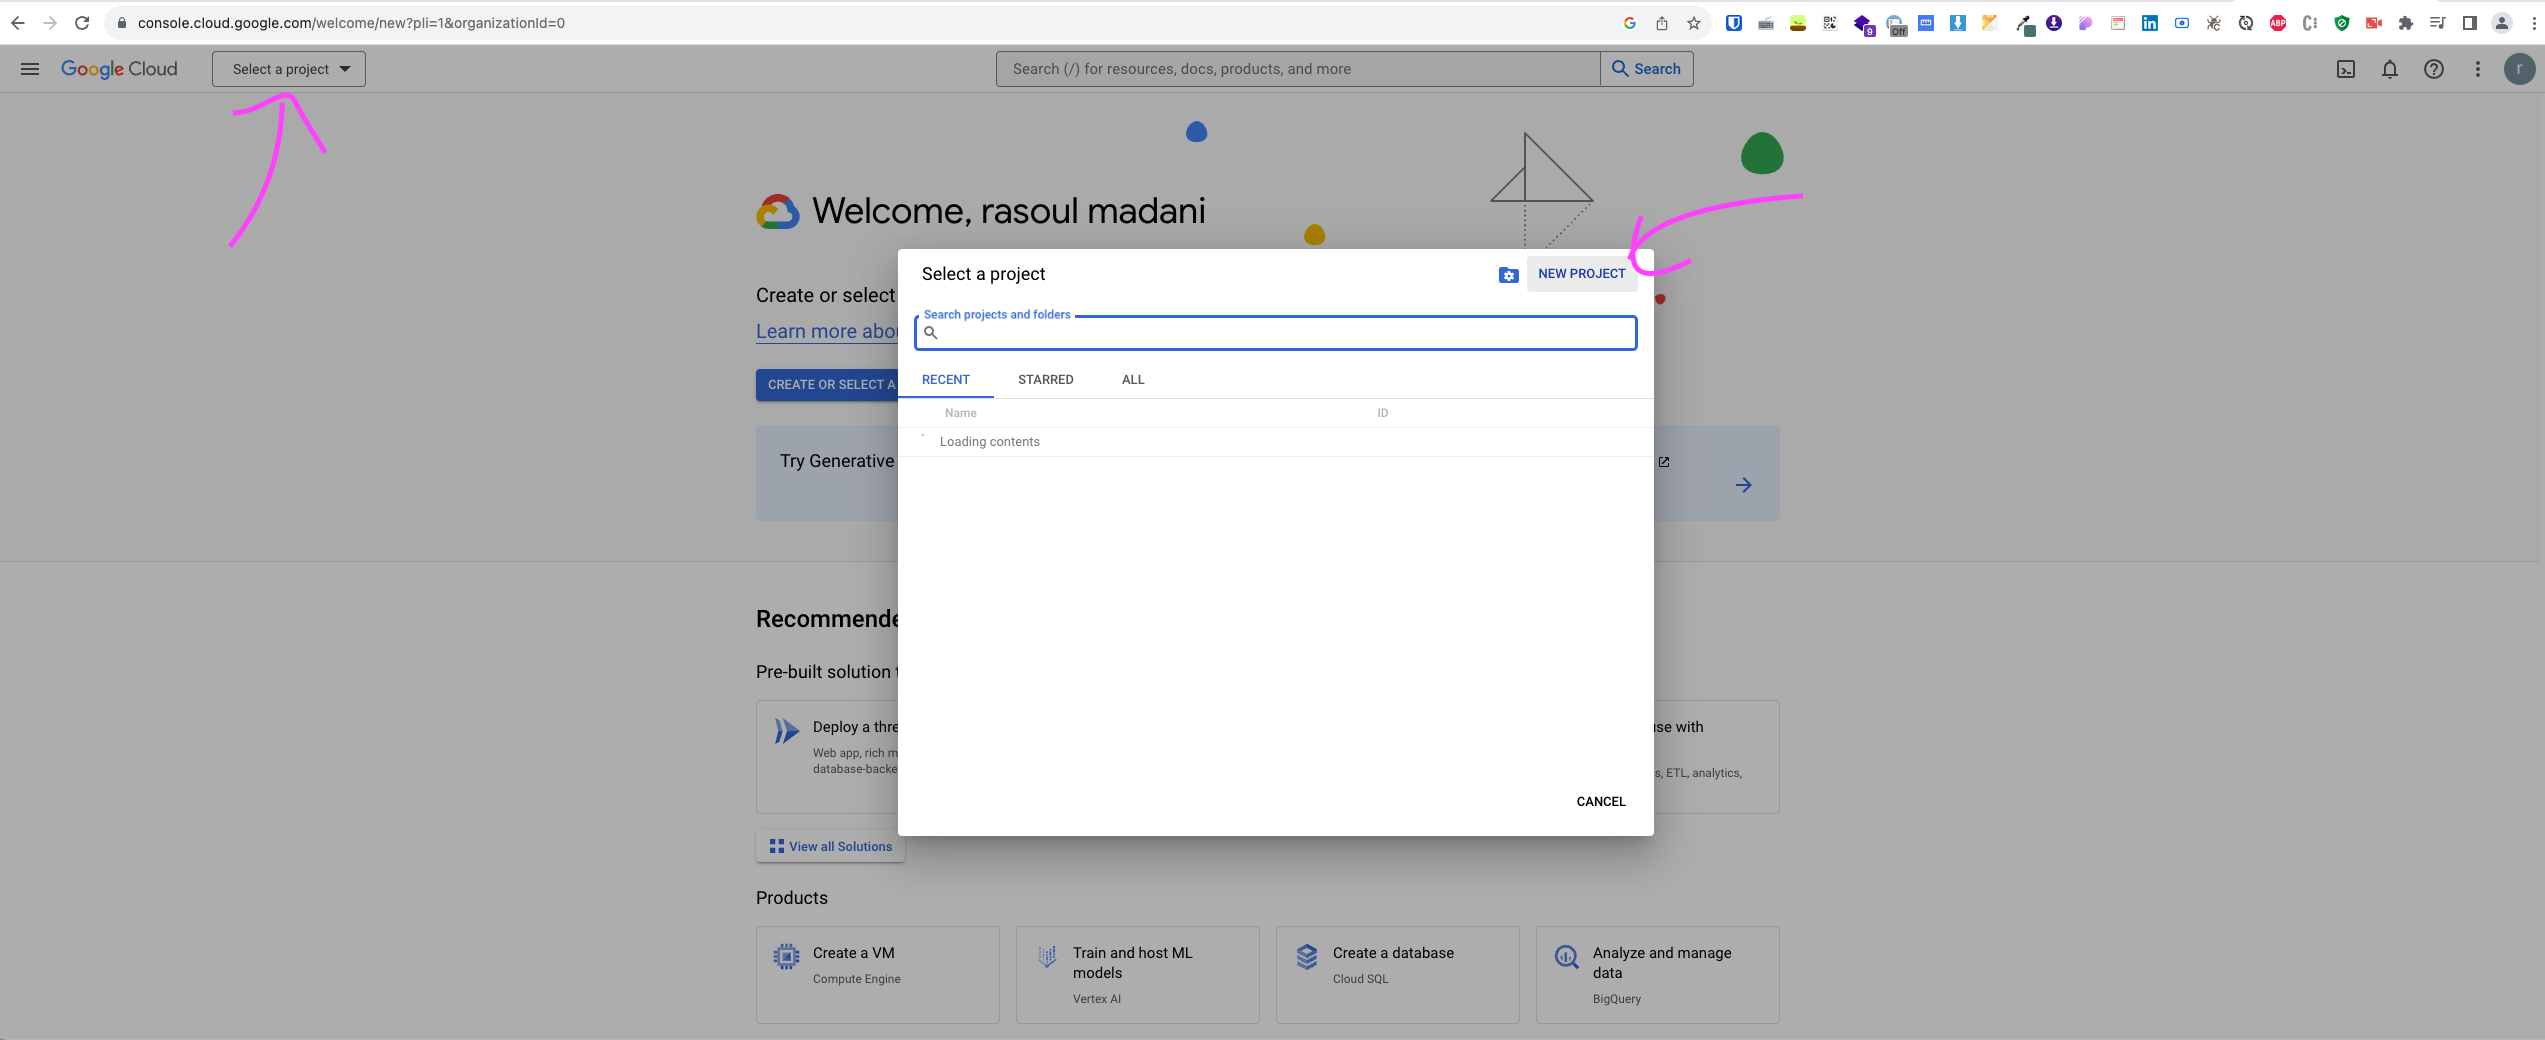 console.cloud.google.com/welcome/new?pli=1&organizationId=0
9
Off
ABP
Google Cloud
Select a project
Search (/) for resources, docs, products, and more
Search
r
Welcome, rasoul madani
Create or select
Learn more abo
CREATE OR SELECT A
Try Generative
Select a project
NEW PROJECT
Search projects and folders
RECENT STARRED ALL
Name ID
Loading contents
CANCEL
Recommende
Pre-built solution t
Deploy a thre
Web app, rich m
database-backe
use with
s, ETL, analytics,
View all Solutions
Products
Create a VM
Compute Engine
Train and host ML
models
Vertex AI
Create a database
Cloud SQL
Analyze and manage
data
BigQuery